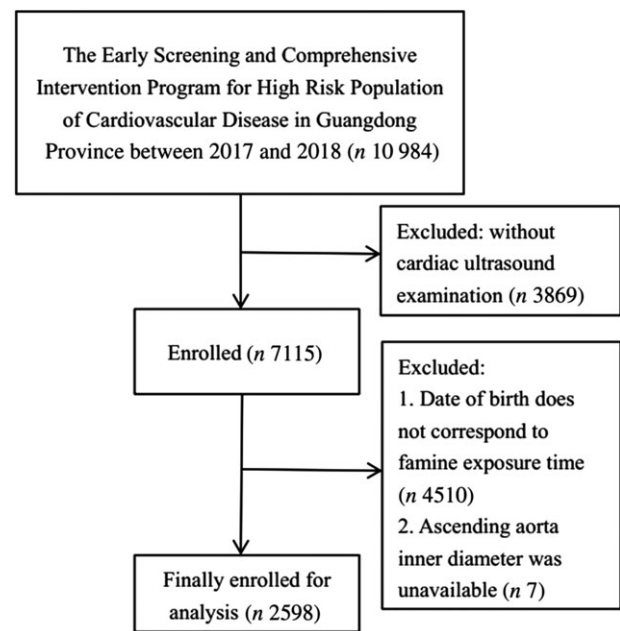 The Early Screening and Comprehensive
Intervention Program for High Risk Population
of Cardiovascular Disease in Guangdong
Province between 2017 and 2018 (n 10 984)
Excluded: without
cardiac ultrasound
examination (n 3869)
Enrolled (n 7115)
Excluded:
1. Date of birth does
not correspond to
famine exposure time
(n 4510)
2. Ascending aorta
inner diameter was
unavailable (n 7)
Finally enrolled for
analysis (n 2598)